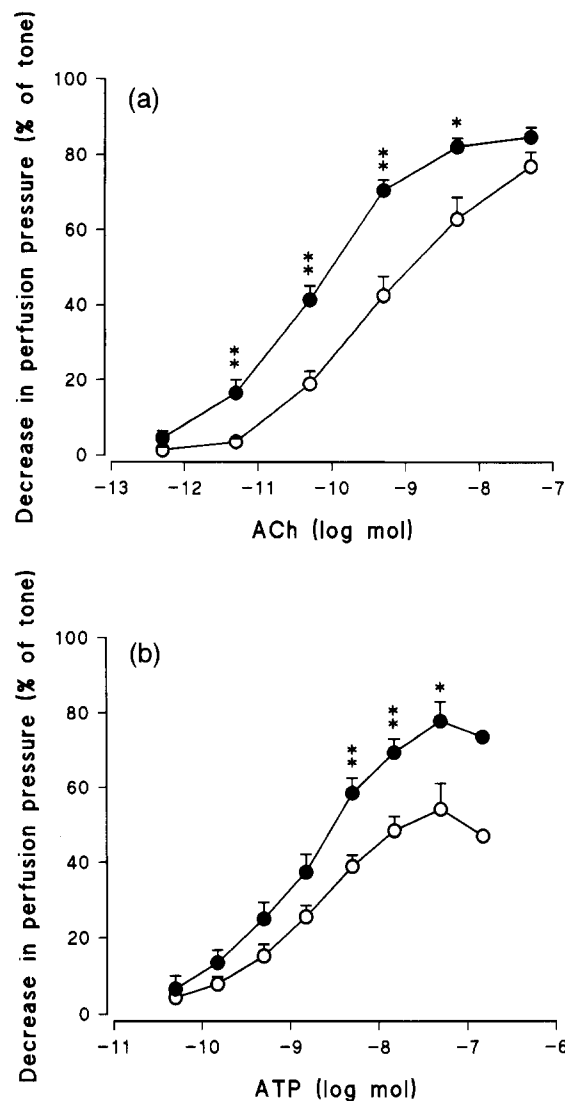 Decrease in perfusion pressure (% of tone)
(a)
100
80
60
40
20
0
** ** ** *
-13 -12 -11 -10 -9 -8 -7
ACh (log mol)
Decrease in perfusion pressure (% of tone)
(b)
100
80
60
40
20
0
** ** *
-11 -10 -9 -8 -7 -6
ATP (log mol)